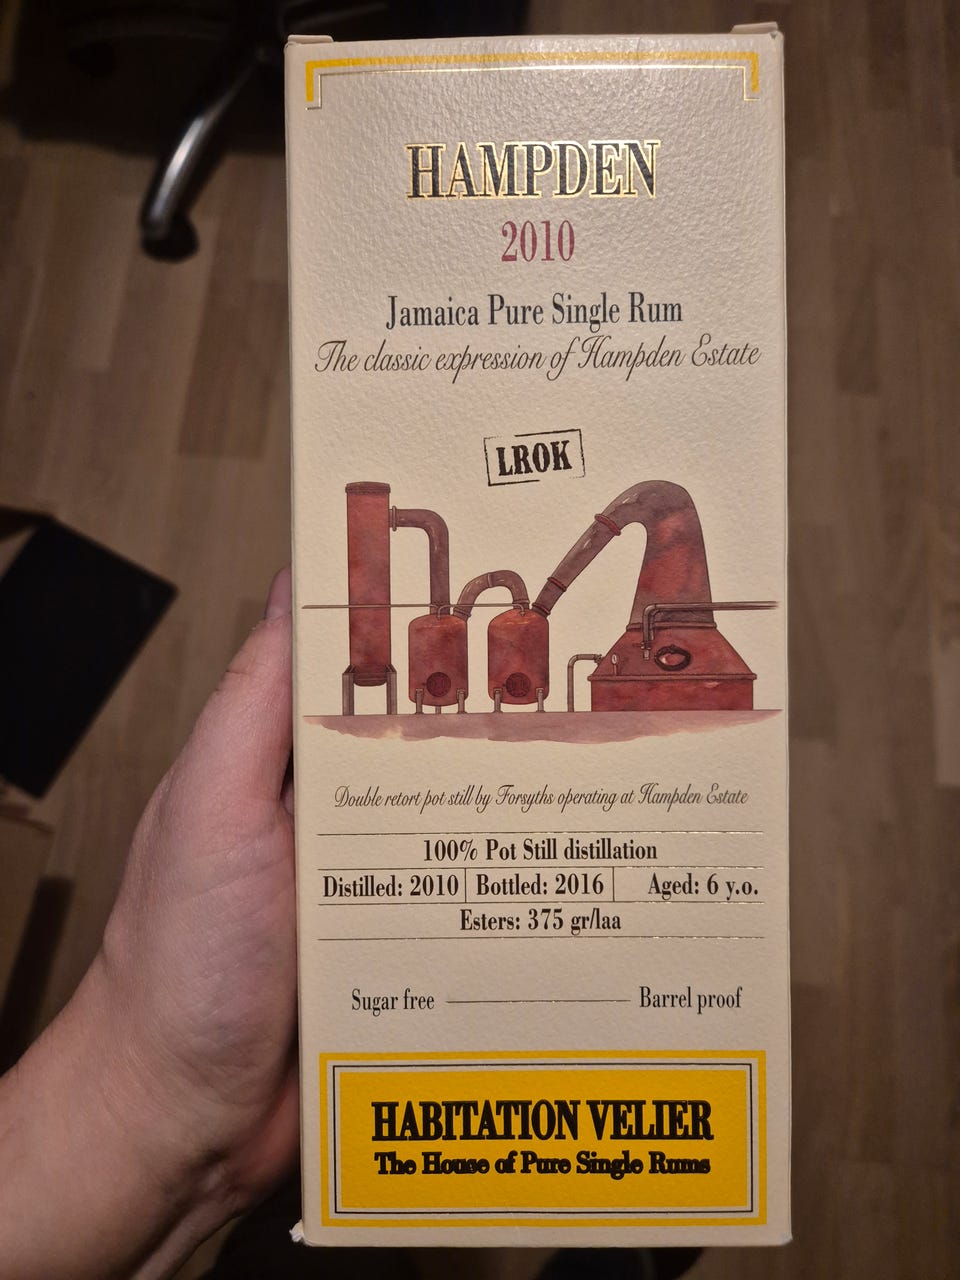 HAMPDEN
2010
Jamaica Pure Single Rum
The classic expression of Hampden Estate
LROK
Double retort pot still by Forsyths operating at Hampden Estate
100% Pot Still distillation
Distilled: 2010 Bottled: 2016 Aged: 6 y.o.
Esters: 375 gr/laa
Sugar free Barrel proof
HABITATION VELIER
The House of Pure Single Rums